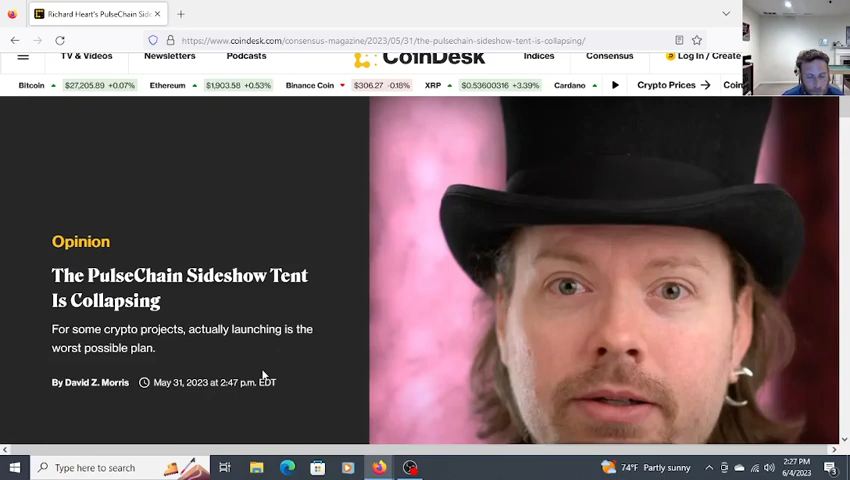 Richard Heart's PulseChain Side
https://www.coindesk.com/consensus-magazine/2023/05/31/the-pulsechain-sideshow-tent-is-collapsing/
TV & Videos Newsletters Podcasts CoinDesk Indices Consensus Log In / Create
Bitcoin $27,205.89 +0.07% Ethereum $1,903.58 +0.53% Binance Coin $306.27 -0.18% XRP $0.53600316 +3.39% Cardano Crypto Prices Coin
Opinion
The PulseChain Sideshow Tent
Is Collapsing
For some crypto projects, actually launching is the
worst possible plan.
By David Z. Morris May 31, 2023 at 2:47 p.m. EDT
Type here to search
74°F Partly sunny
2:27 PM
6/4/2023
3